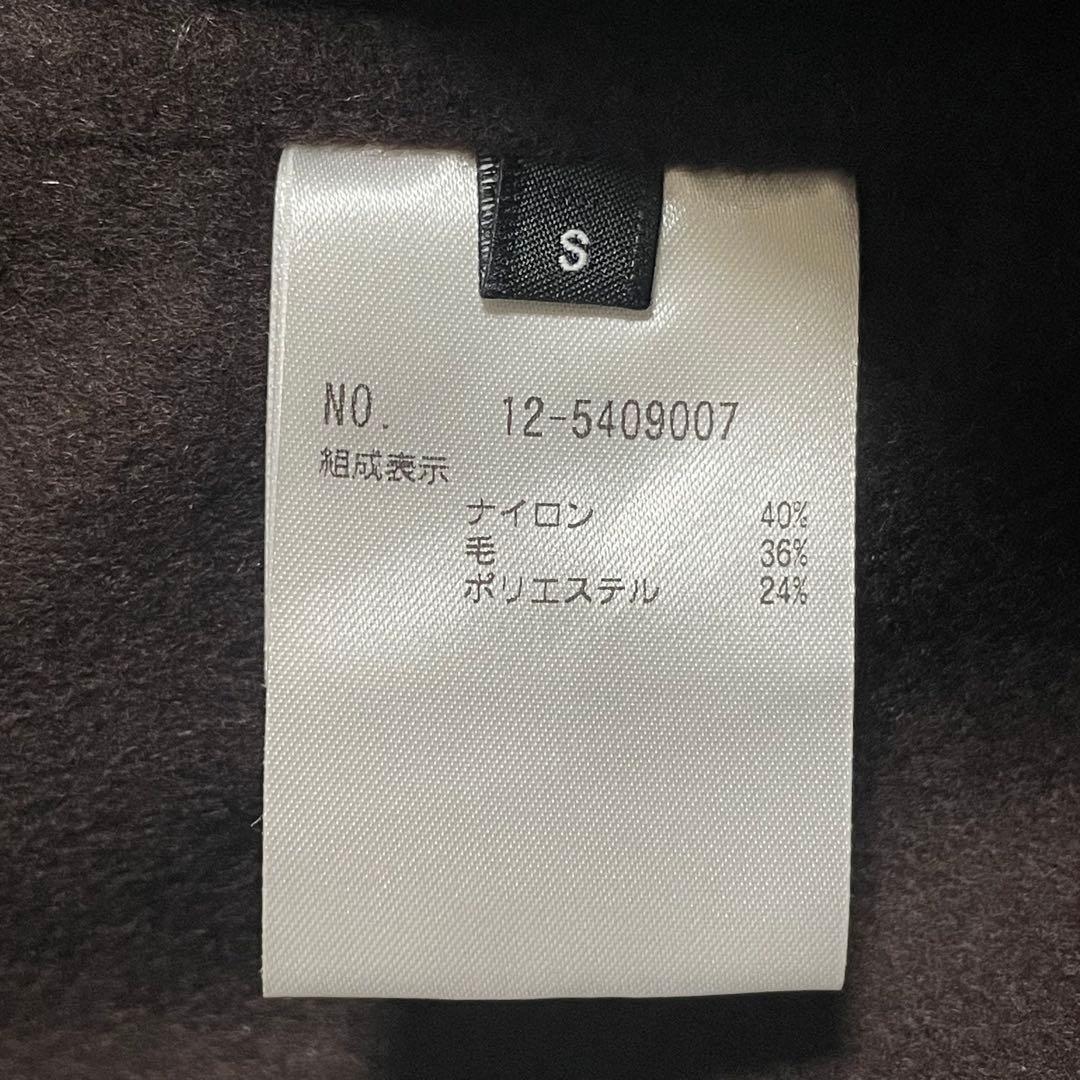 S
NO. 12-5409007
組成表示
ナイロン 40%
毛 36%
ポリエステル 24%